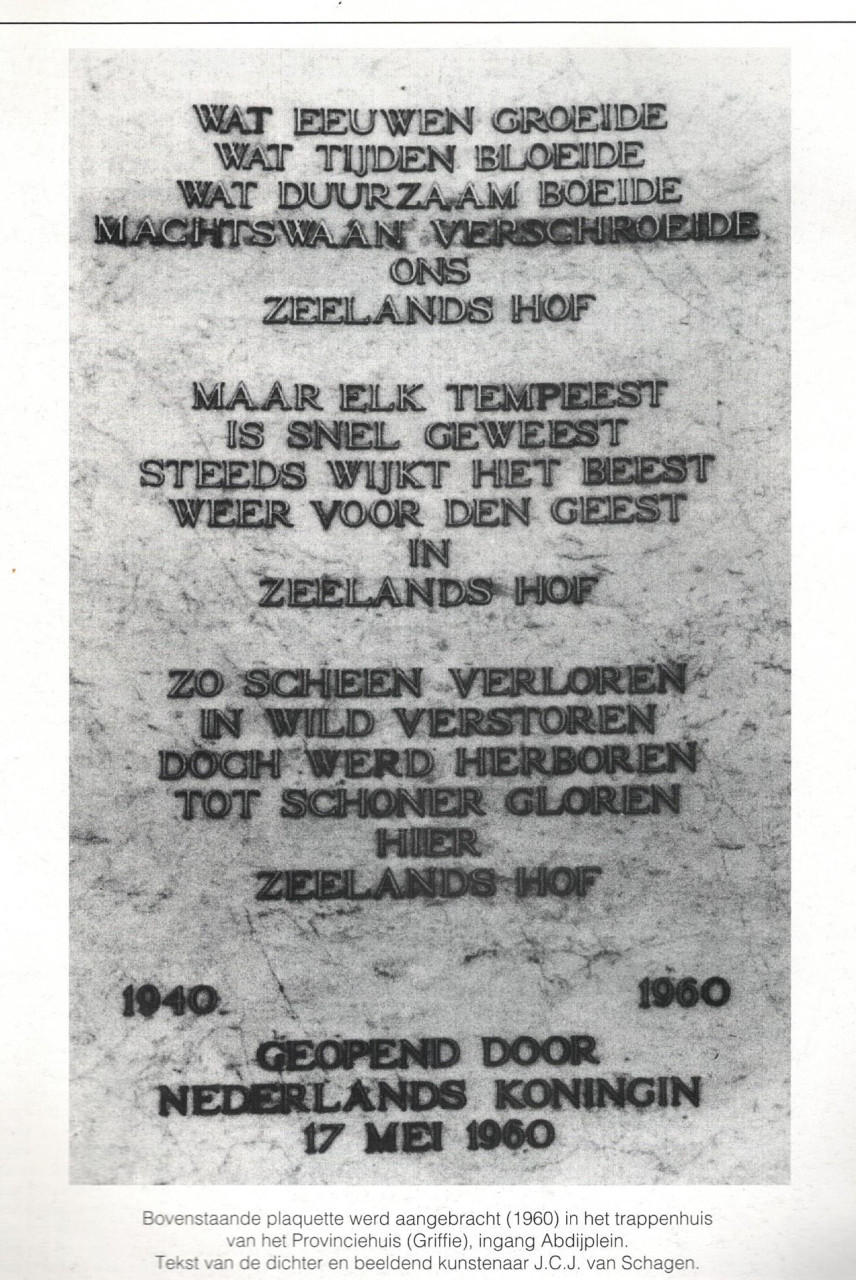 WAT EEUWEN GROEIDE
WAT TIJDEN BLOEIDE
WAT DUURZAAM BOEIDE
MACHTSWAAN VERSCHROEIDE
ONS
ZEELANDS HOF
MAAR ELK TEMPEEST
IS SNEL GEWEEST
STEEDS WIJKT HET BEEST
WEER VOOR DEN GEEST
IN
ZEELANDS HOF
ZO SCHEEN VERLOREN
IN WILD VERSTOREN
DOCH WERD HERBOREN
TOT SCHONER GLOREN
HIER
ZEELANDS HOF
1940 1960
GEOPEND DOOR
NEDERLANDS KONINGIN
17 MEI 1960
Bovenstaande plaquette werd aangebracht (1960) in het trappenhuis
van het Provinciehuis (Griffie), ingang Abdijplein.
Tekst van de dichter en beeldend kunstenaar J.C.J. van Schagen.